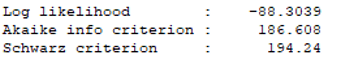 Log likelihood : -88.3039
Akaike info criterion : 186.608
Schwarz criterion : 194.24